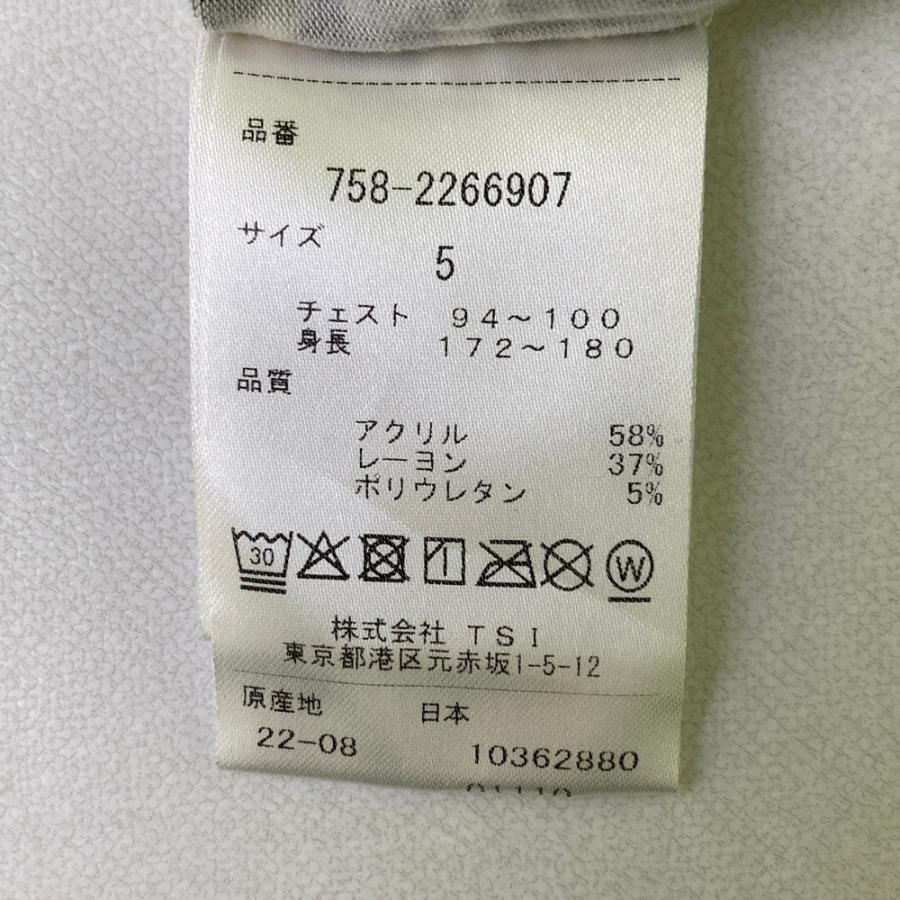 品番
758-2266907
サイズ
5
チェスト 94~100
身長 172~180
品質
アクリル 58%
レーヨン 37%
ポリウレタン 5%
30 W
株式会社 TSI
東京都港区元赤坂1-5-12
原産地 日本
22-08 10362880